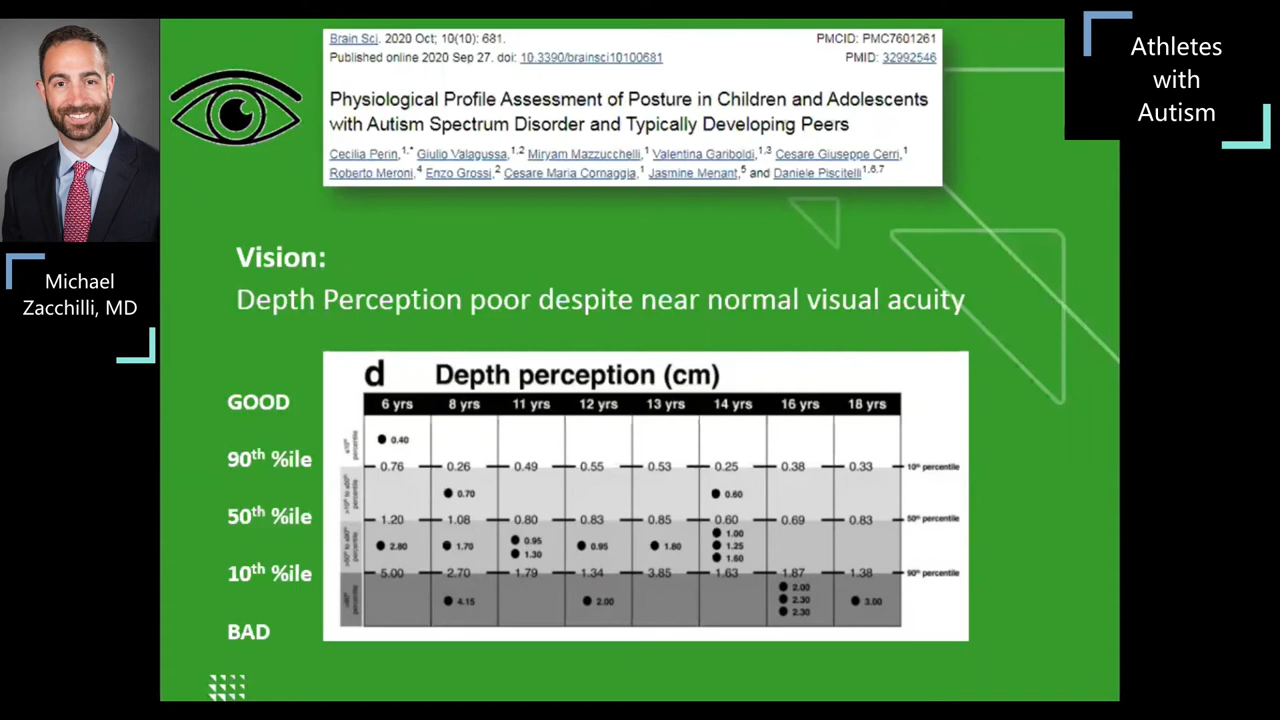 Brain Sci. 2020 Oct; 10(10): 681.
PMCID: PMC7601261
Published online 2020 Sep 27. doi: 10.3390/brainsci10100681
PMID: 32992546
Physiological Profile Assessment of Posture in Children and Adolescents
with Autism Spectrum Disorder and Typically Developing Peers
Cecilia Perin,1,* Giulio Valagussa,1,2 Miryam Mazzucchelli,1 Valentina Gariboldi,1,3 Cesare Giuseppe Cerri,1
Roberto Meroni,4 Enzo Grossi,2 Cesare Maria Cornaggia,1 Jasmine Menant,5 and Daniele Piscitelli1,6,7
Athletes
with
Autism
Michael
Zacchilli, MD
Vision:
Depth Perception poor despite near normal visual acuity
d Depth perception (cm)
GOOD
6 yrs 8 yrs 11 yrs 12 yrs 13 yrs 14 yrs 16 yrs 18 yrs
0.40
90th %ile
0.76 0.26 0.49 0.55 0.53 0.25 0.38 0.33 10th percentile
0.70 0.60
50th %ile
1.20 1.08 0.80 0.83 0.85 0.60 0.69 0.83 50th percentile
2.80 1.70 0.95 1.30 0.95 1.80 1.00 1.25 1.60
10th %ile
5.00 2.70 1.79 1.34 3.85 1.63 1.87 1.38 90th percentile
4.15 2.00 2.00 2.30 2.30 3.00
BAD